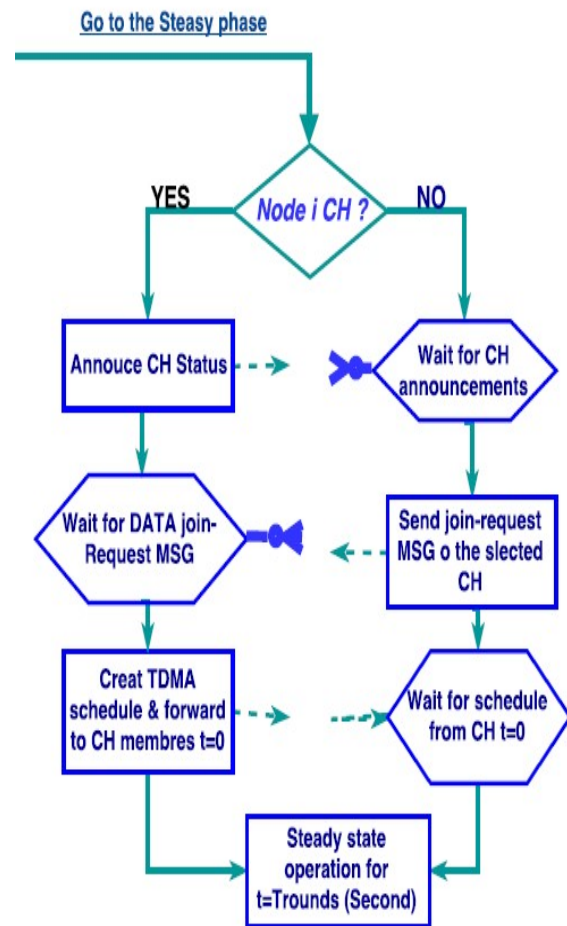 Go to the Steasy phase
YES
Node i CH ?
NO
Annouce CH Status
Wait for CH
announcements
Wait for DATA join-
Request MSG
Send join-request
MSG o the slected
CH
Creat TDMA
schedule & forward
to CH membres t=0
Wait for schedule
from CH t=0
Steady state
operation for
t=Trounds (Second)